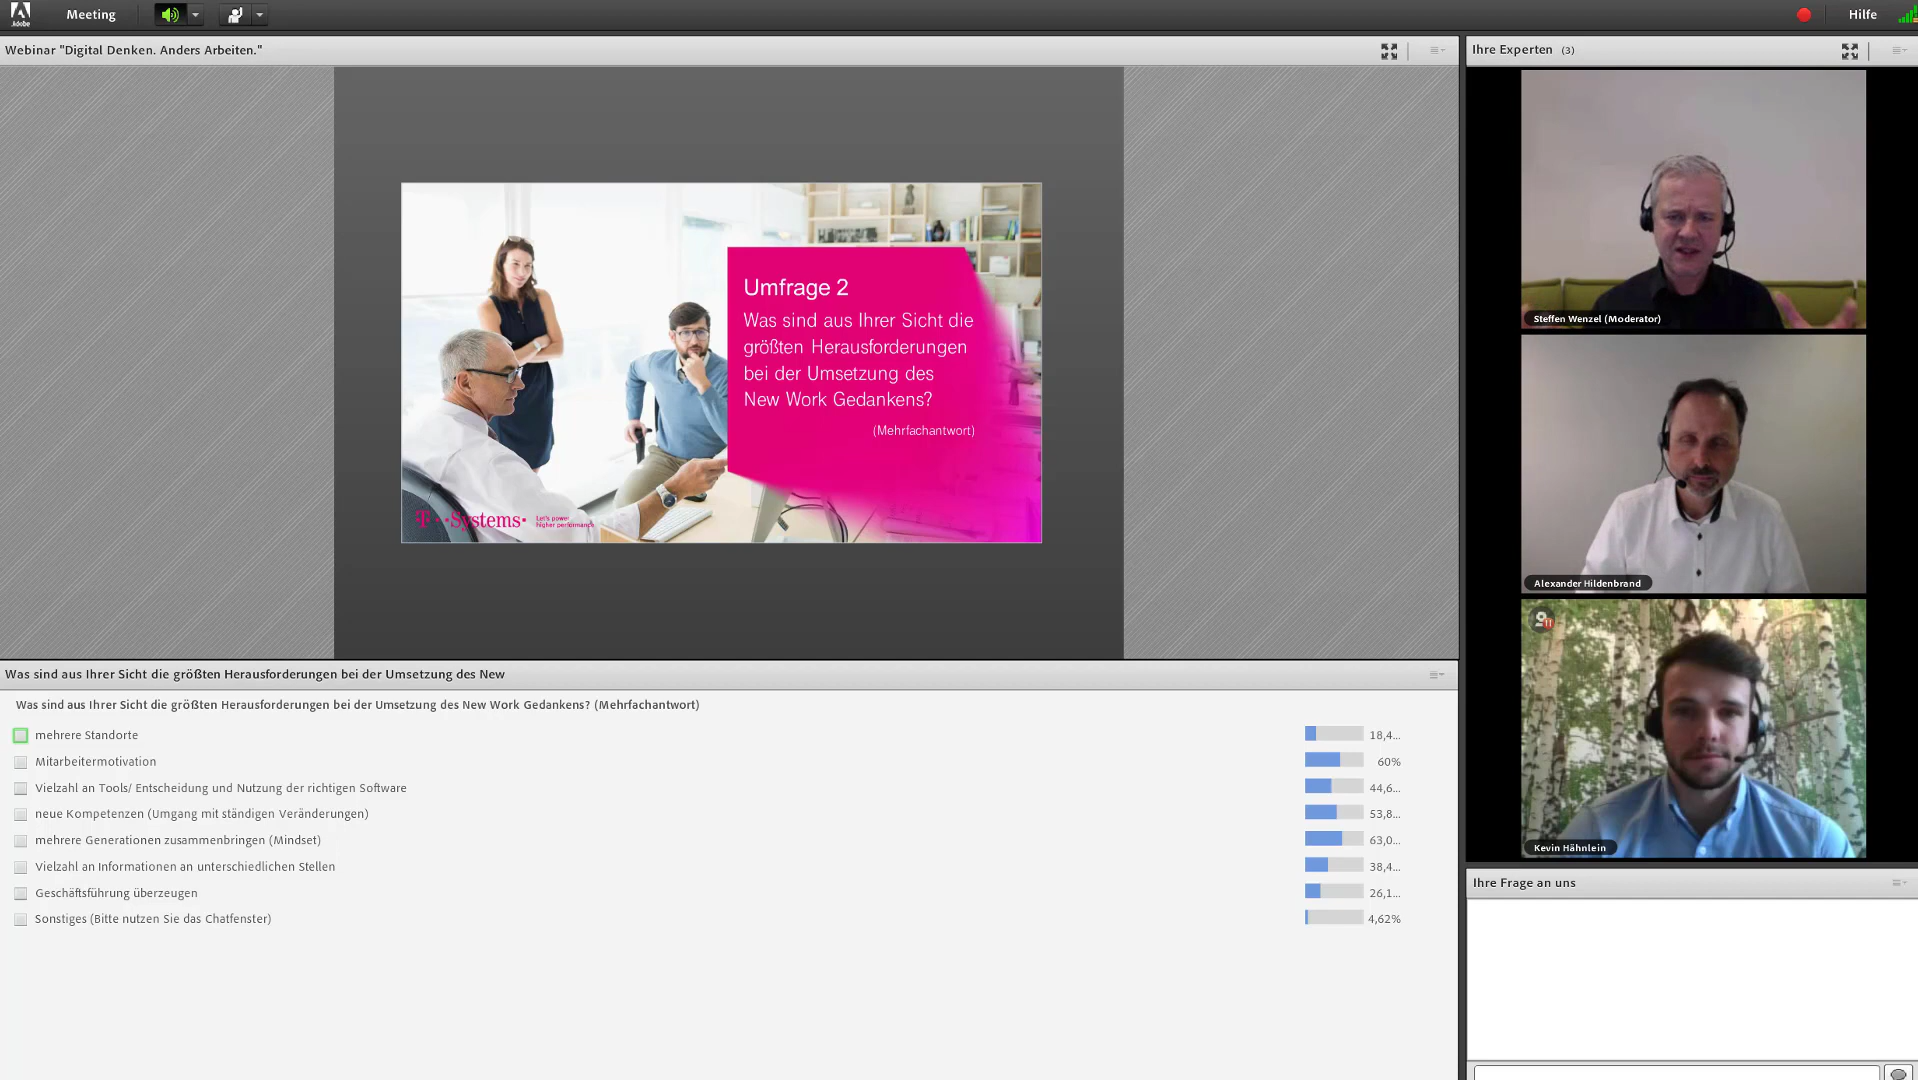 Adobe
Meeting
Hilfe
Webinar "Digital Denken. Anders Arbeiten."
Ihre Experten (3)
Umfrage 2
Was sind aus Ihrer Sicht die
größten Herausforderungen
bei der Umsetzung des
New Work Gedankens?
(Mehrfachantwort)
T · · Systems ·
Let's power
higher performance
Steffen Wenzel (Moderator)
Alexander Hildenbrand
Kevin Hähnlein
Was sind aus Ihrer Sicht die größten Herausforderungen bei der Umsetzung des New
Was sind aus Ihrer Sicht die größten Herausforderungen bei der Umsetzung des New Work Gedankens? (Mehrfachantwort)
mehrere Standorte 18,4...
Mitarbeitermotivation 60%
Vielzahl an Tools/ Entscheidung und Nutzung der richtigen Software 44,6...
neue Kompetenzen (Umgang mit ständigen Veränderungen) 53,8...
mehrere Generationen zusammenbringen (Mindset) 63,0...
Vielzahl an Informationen an unterschiedlichen Stellen 38,4...
Geschäftsführung überzeugen 26,1...
Sonstiges (Bitte nutzen Sie das Chatfenster) 4,62%
Ihre Frage an uns